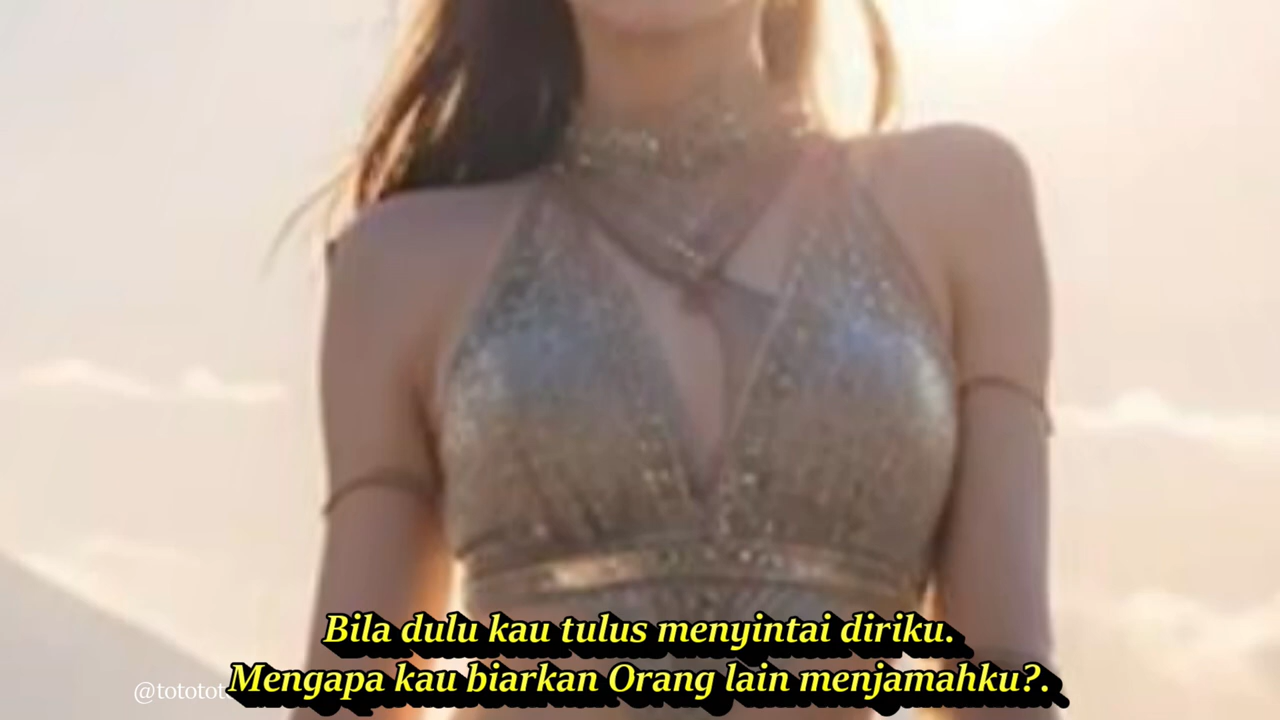 Bila dulu kau tulus menyintai diriku.
Mengapa kau biarkan Orang lain menjamahku?.